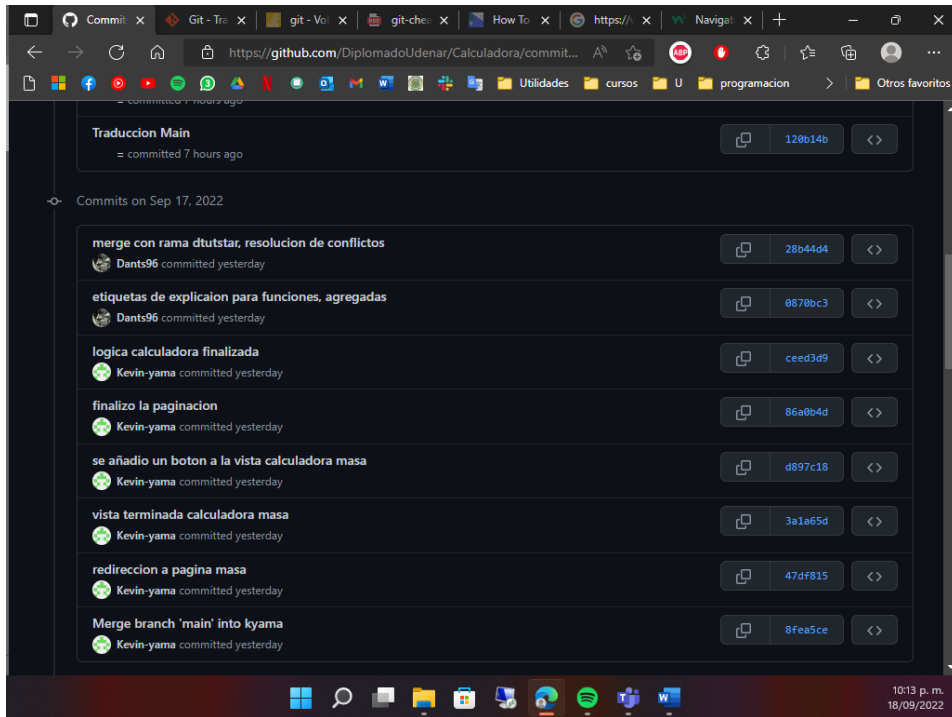 Commit
Git - Tra
git - Vol
git-chea
How To
https://v
Navigat
https://github.com/DiplomadoUdenar/Calculadora/commit...
ABP
Utilidades
cursos
U
programacion
Otros favoritos
= committed 7 hours ago
Traduccion Main
120b14b
= committed 7 hours ago
Commits on Sep 17, 2022
merge con rama dtutstar, resolucion de conflictos
28b44d4
Dants96 committed yesterday
etiquetas de explicaion para funciones, agregadas
0870bc3
Dants96 committed yesterday
logica calculadora finalizada
ceed3d9
Kevin-yama committed yesterday
finalizo la paginacion
86a0b4d
Kevin-yama committed yesterday
se añadio un boton a la vista calculadora masa
d897c18
Kevin-yama committed yesterday
vista terminada calculadora masa
3a1a65d
Kevin-yama committed yesterday
redireccion a pagina masa
47df815
Kevin-yama committed yesterday
Merge branch 'main' into kyama
8fea5ce
Kevin-yama committed yesterday
10:13 p. m.
18/09/2022